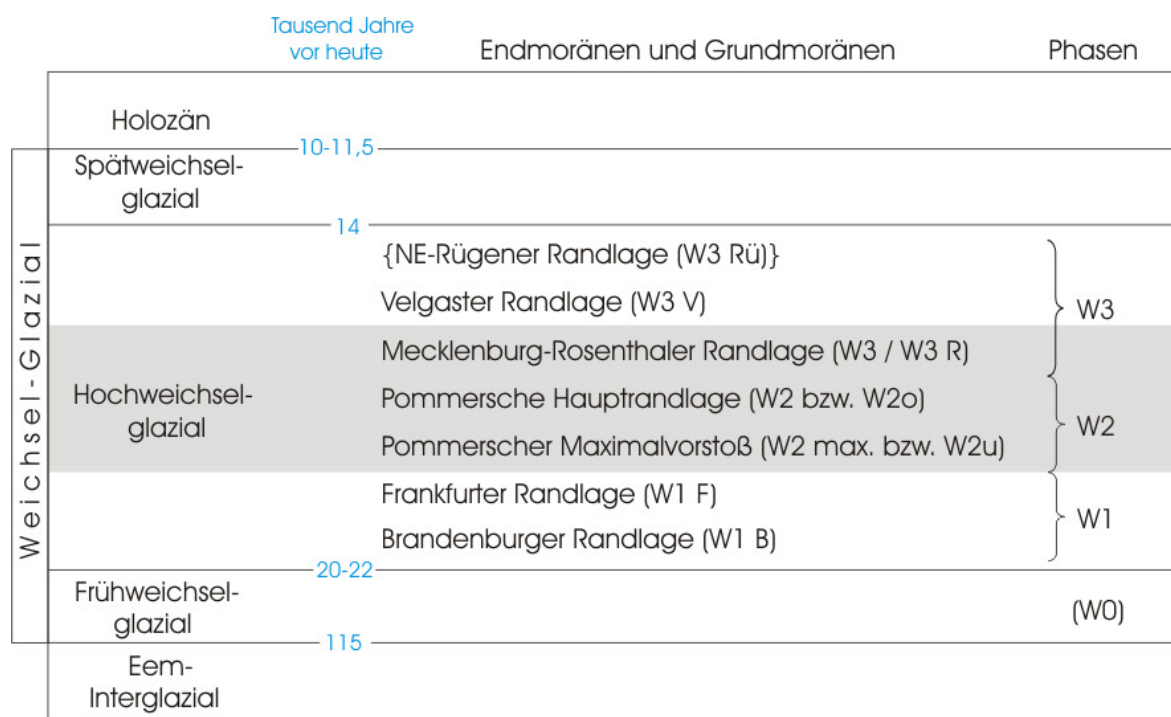 Tausend Jahre
vor heute
Endmoränen und Grundmoränen
Phasen
Holozän
10-11,5
Weichsel-Glazial
Spätweichsel-
glazial
14
{NE-Rügener Randlage (W3 Rü)}
Velgaster Randlage (W3 V)
W3
Mecklenburg-Rosenthaler Randlage (W3 / W3 R)
Hochweichsel-
glazial
Pommersche Hauptrandlage (W2 bzw. W2o)
W2
Pommerscher Maximalvorstoß (W2 max. bzw. W2u)
Frankfurter Randlage (W1 F)
W1
Brandenburger Randlage (W1 B)
20-22
Frühweichsel-
glazial
(W0)
115
Eem-
Interglazial